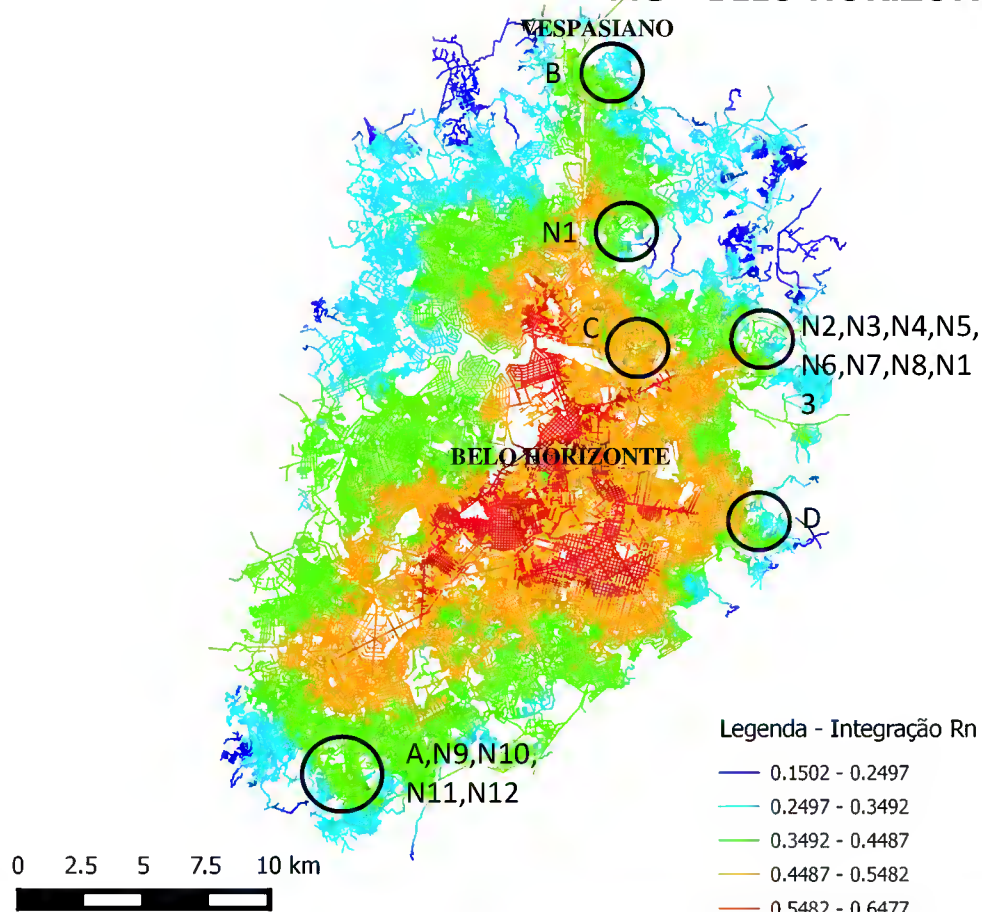 VESPASIANO
B
N1
C
N2,N3,N4,N5,
N6,N7,N8,N1
3
BELO HORIZONTE
D
A,N9,N10,
N11,N12
Legenda - Integração Rn
0.1502 - 0.2497
0.2497 - 0.3492
0.3492 - 0.4487
0.4487 - 0.5482
0.5482 - 0.6477
0 2.5 5 7.5 10 km